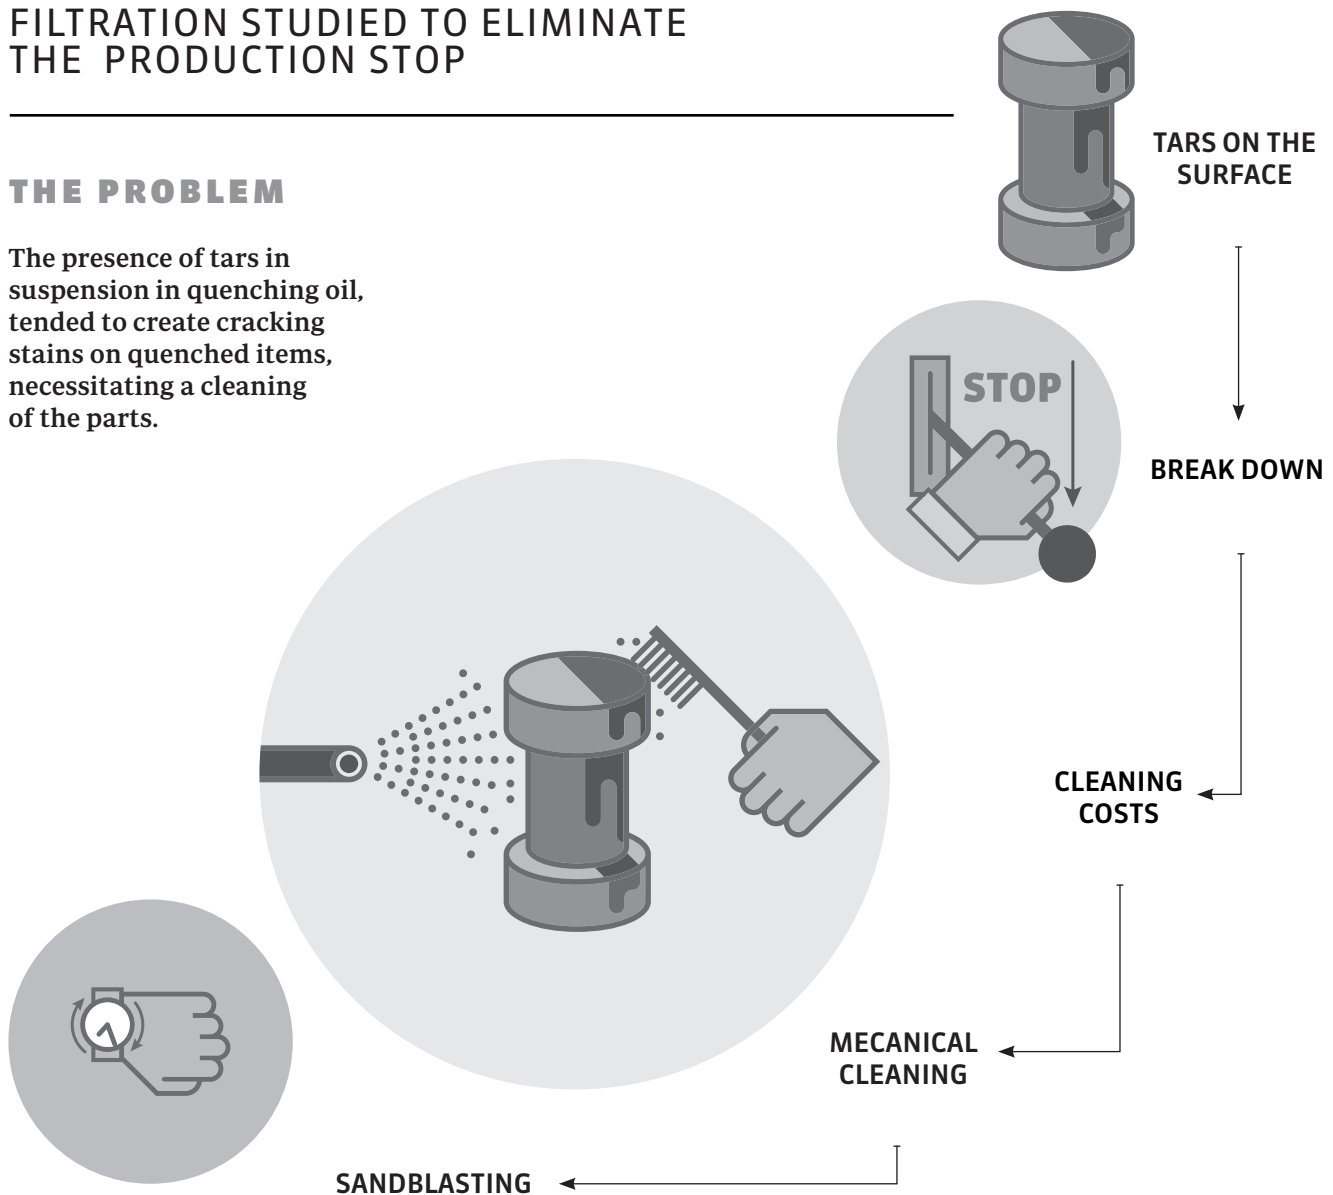 FILTRATION STUDIED TO ELIMINATE
THE PRODUCTION STOP
THE PROBLEM
The presence of tars in
suspension in quenching oil,
tended to create cracking
stains on quenched items,
necessitating a cleaning
of the parts.
TARS ON THE
SURFACE
STOP
BREAK DOWN
CLEANING
COSTS
MECANICAL
CLEANING
SANDBLASTING